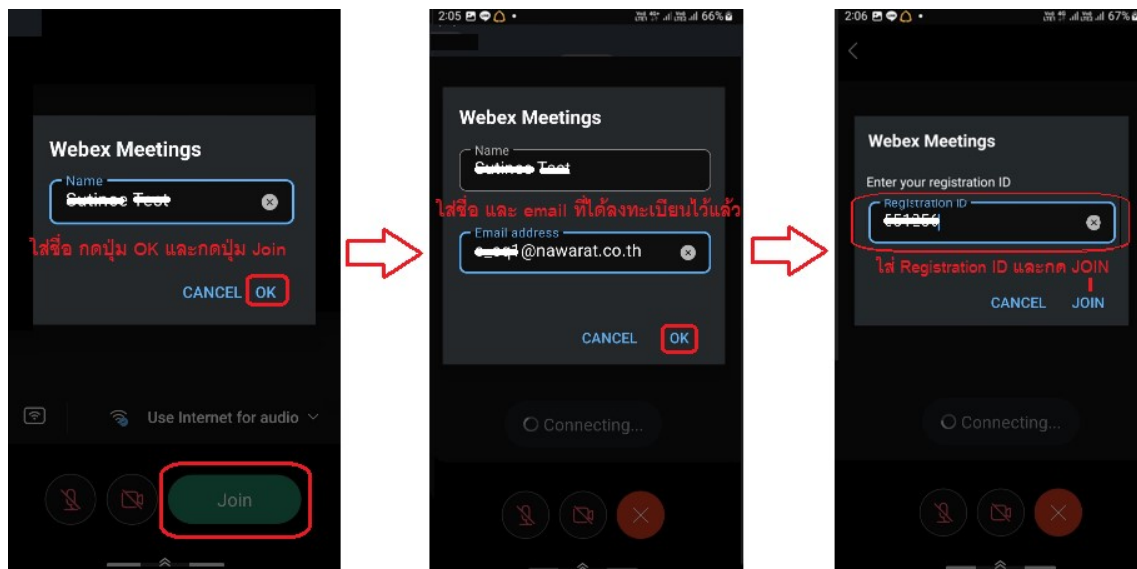 Webex Meetings
Name
ใส่ชื่อ กดปุ่ม OK และกดปุ่ม Join
CANCEL OK
Use Internet for audio
Join
2:05
66%
Webex Meetings
Name
ใส่ชื่อ และ email ที่ได้ลงทะเบียนไว้แล้ว
Email address
@nawarat.co.th
CANCEL OK
Connecting...
2:06
67%
Webex Meetings
Enter your registration ID
Registration ID
ใส่ Registration ID และกด JOIN
CANCEL JOIN
Connecting...